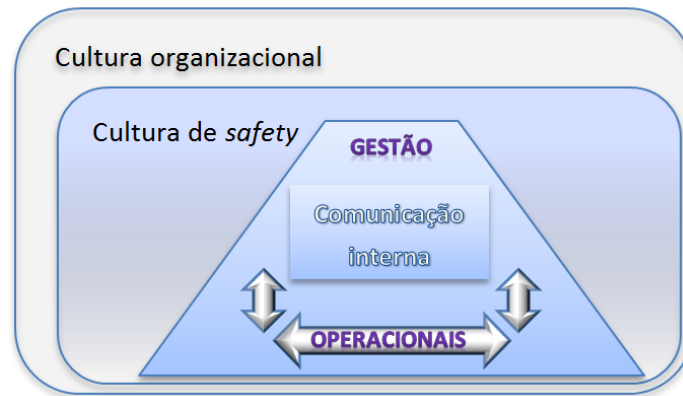 Cultura organizacional
Cultura de safety
GESTÃO
Comunicação
interna
OPERACIONAIS